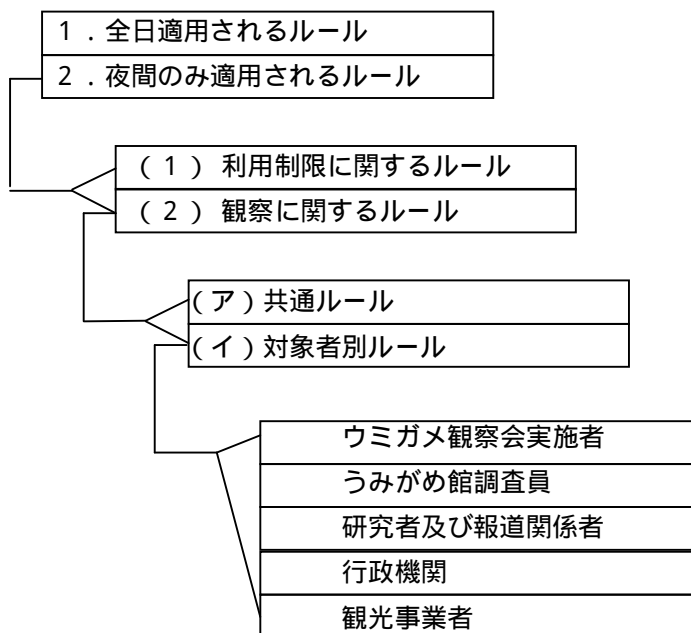 １．全日適用されるルール
２．夜間のみ適用されるルール
（１） 利用制限に関するルール
（２） 観察に関するルール
（ア）共通ルール
（イ）対象者別ルール
ウミガメ観察会実施者
うみがめ館調査員
研究者及び報道関係者
行政機関
観光事業者